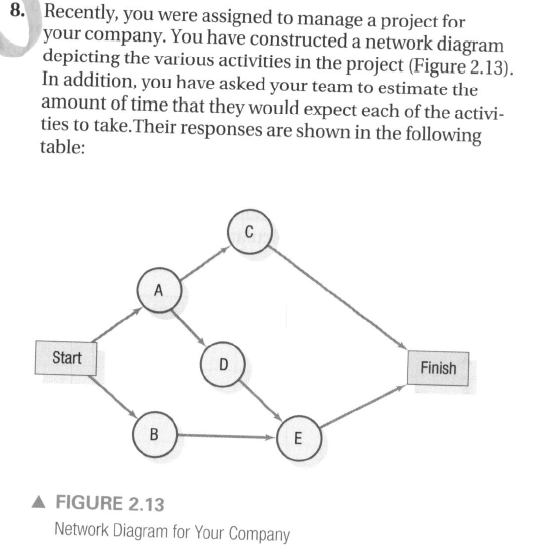 8. Recently, you were assigned to manage a project for
your company. You have constructed a network diagram
depicting the various activities in the project (Figure 2.13).
In addition, you have asked your team to estimate the
amount of time that they would expect each of the activi-
ties to take.Their responses are shown in the following
table:
C
A
Start
D
Finish
B
E
▲ FIGURE 2.13
Network Diagram for Your Company